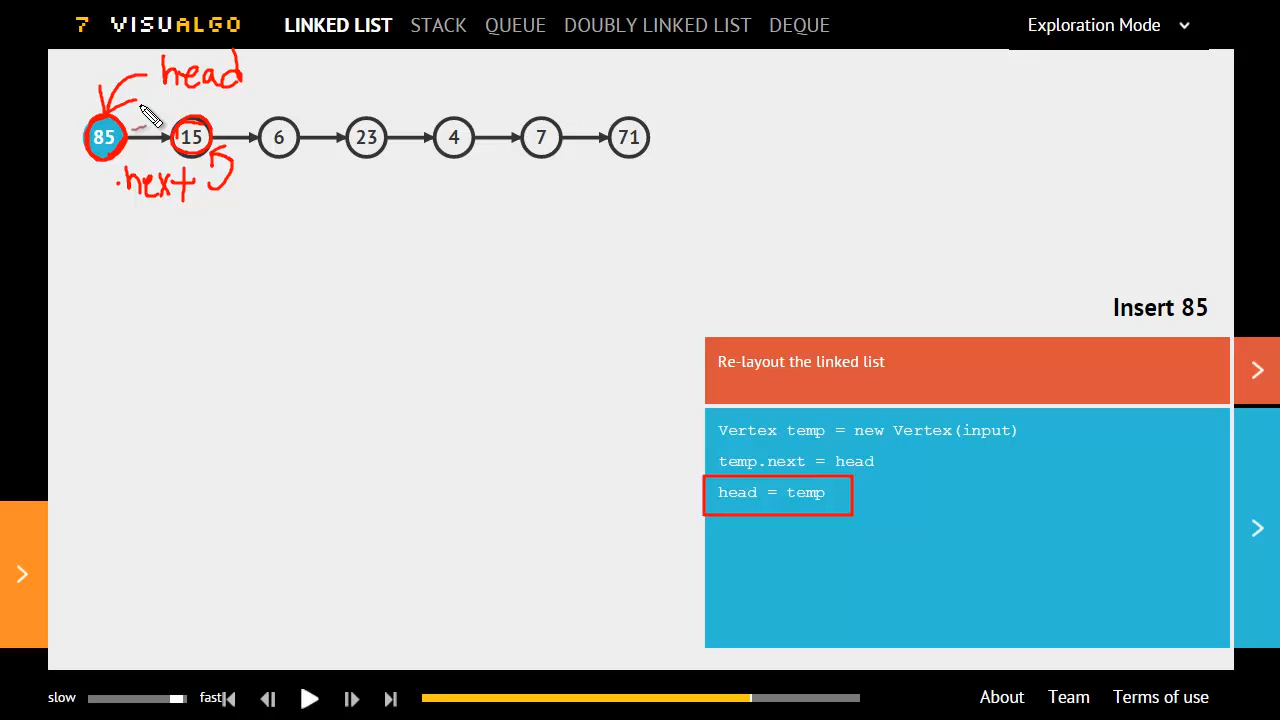 7 VISUALGO LINKED LIST STACK QUEUE DOUBLY LINKED LIST DEQUE Exploration Mode
head
85 15 6 23 4 7 71
.next
Insert 85
Re-layout the linked list
Vertex temp = new Vertex(input)
temp.next = head
head = temp
slow fast About Team Terms of use